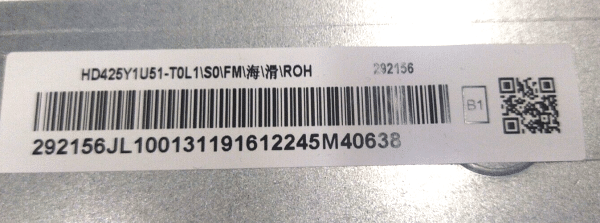 HD425Y1U51-T0L1\S0\FM\海\滑\ROH 292156
B1
292156JL100131191612245M40638